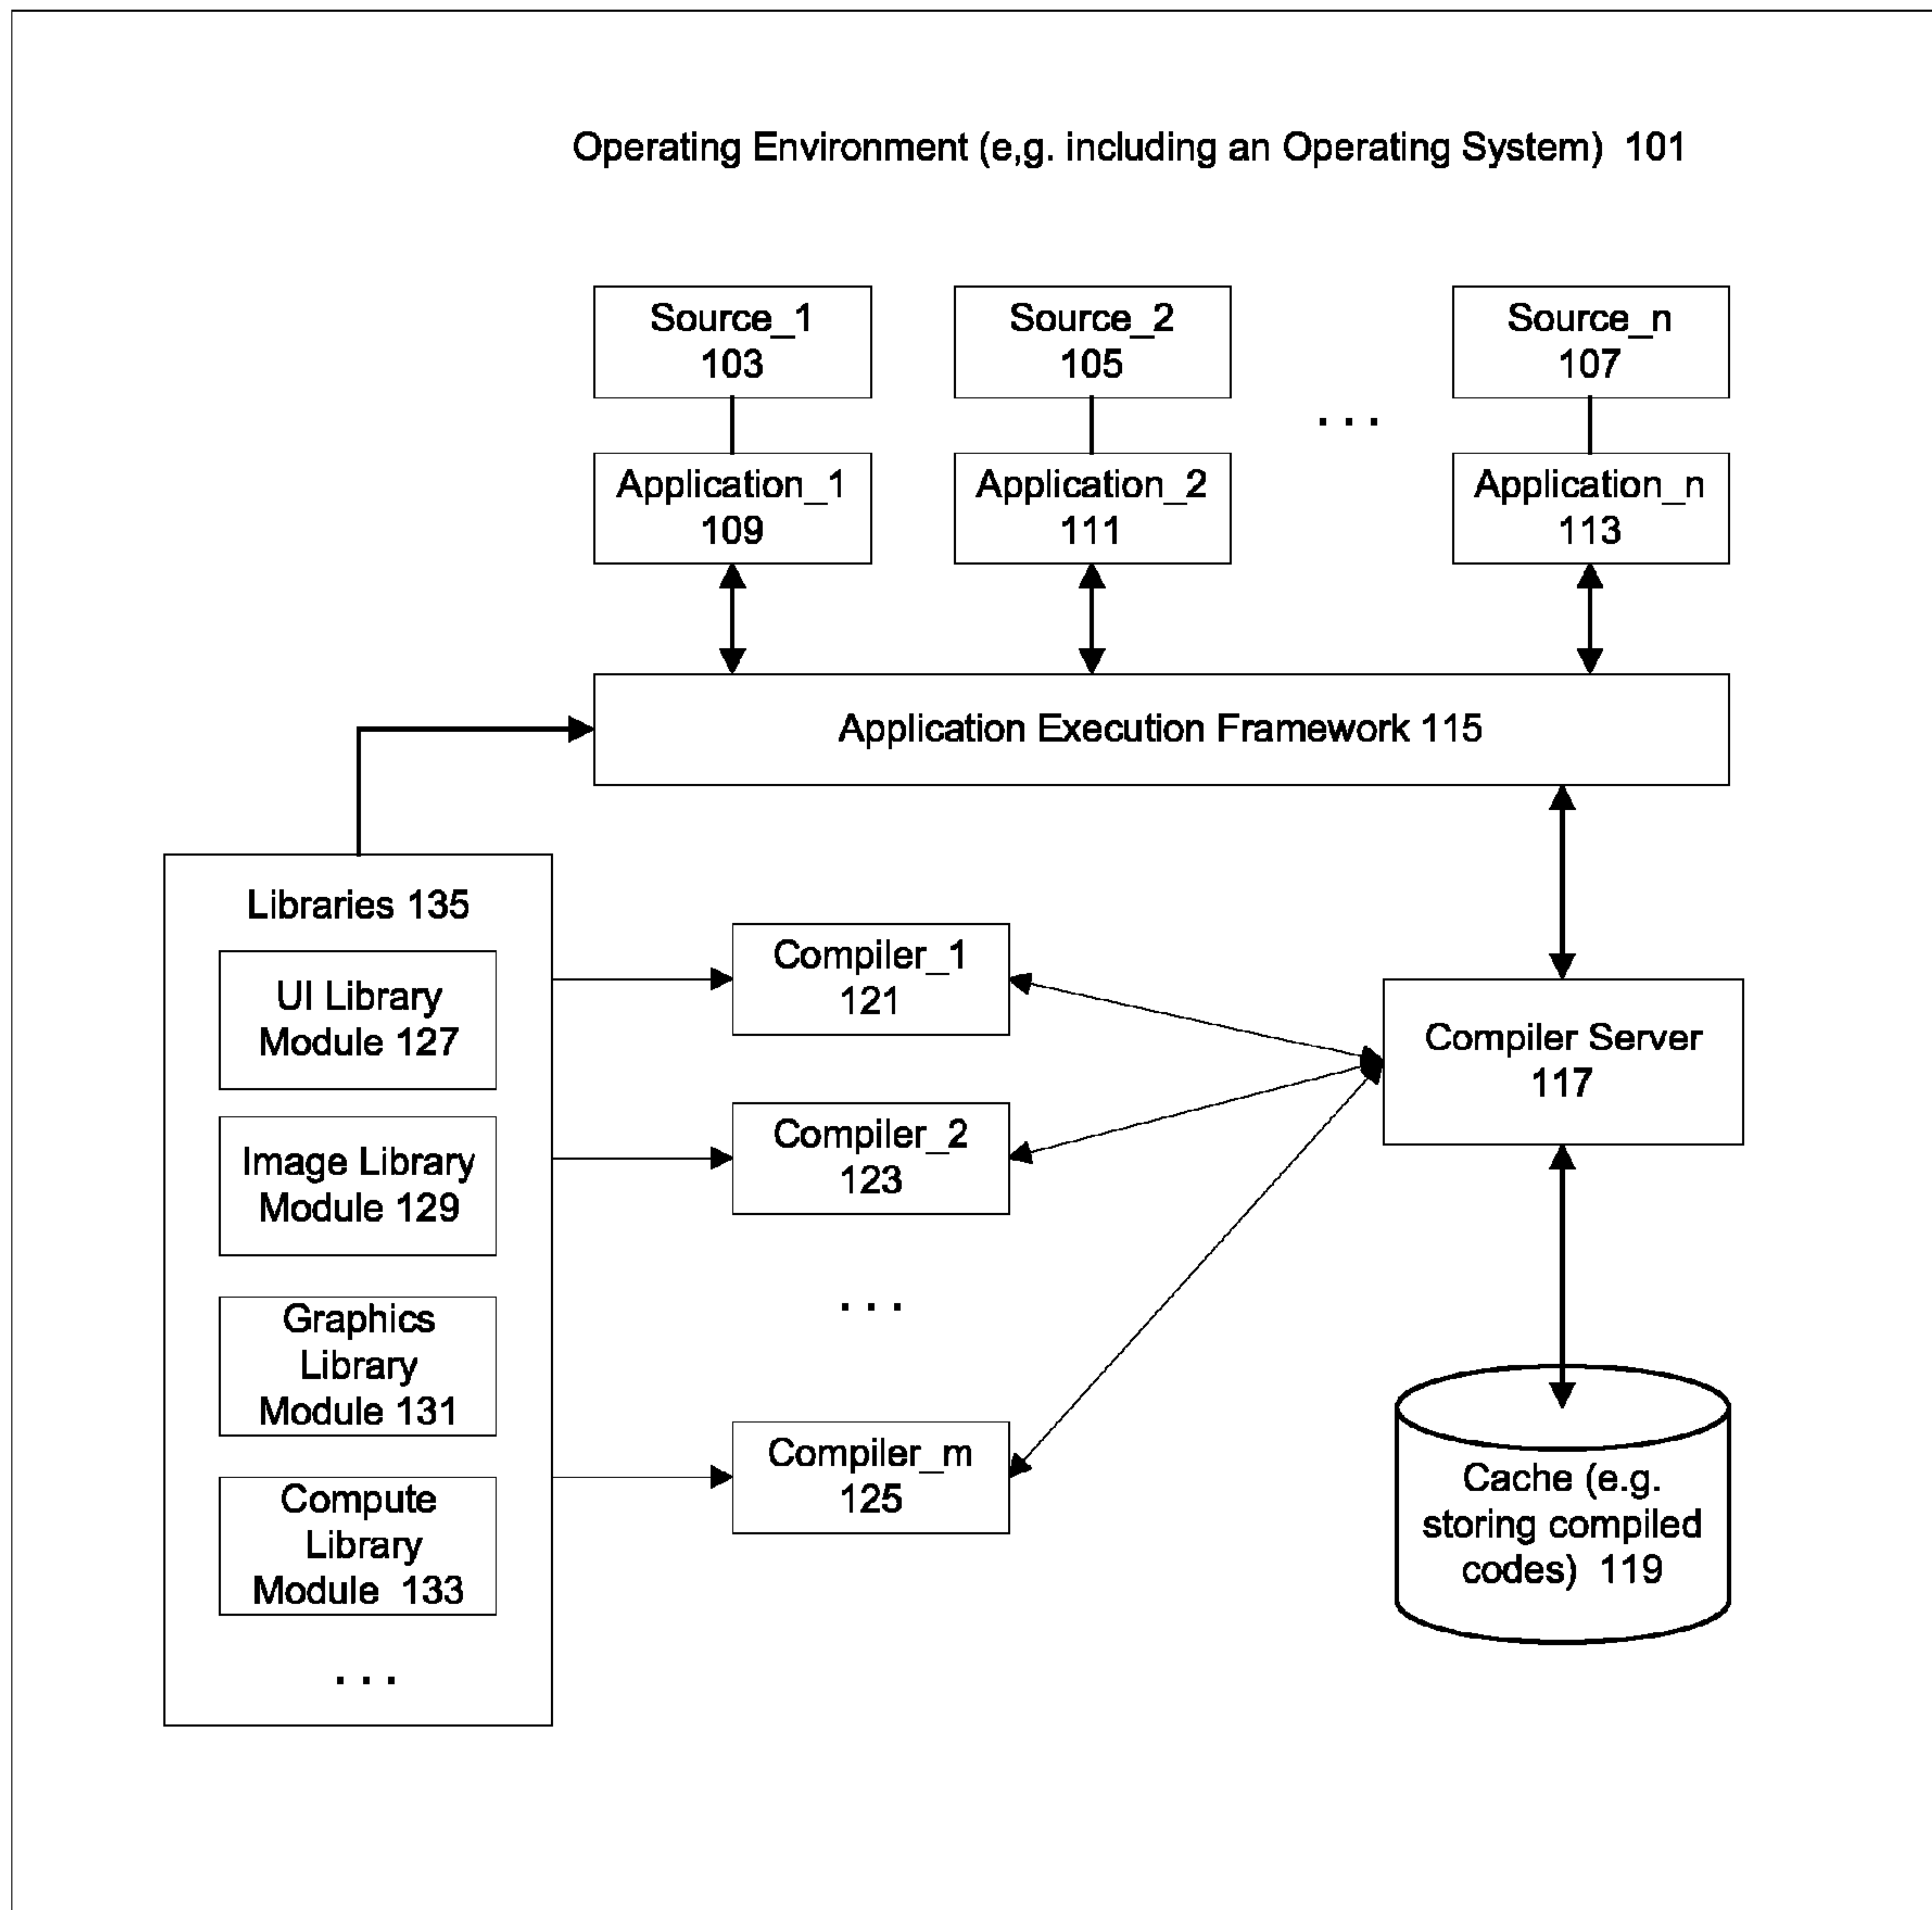 Operating Environment (e,g. including an Operating System) 101
Source_1
103
Source_2
105
Source_n
107
. . .
Application_1
109
Application_2
111
Application_n
113
Application Execution Framework 115
Libraries 135
UI Library
Module 127
Image Library
Module 129
Graphics
Library
Module 131
Compute
Library
Module 133
. . .
Compiler_1
121
Compiler_2
123
. . .
Compiler_m
125
Compiler Server
117
Cache (e.g.
storing compiled
codes) 119